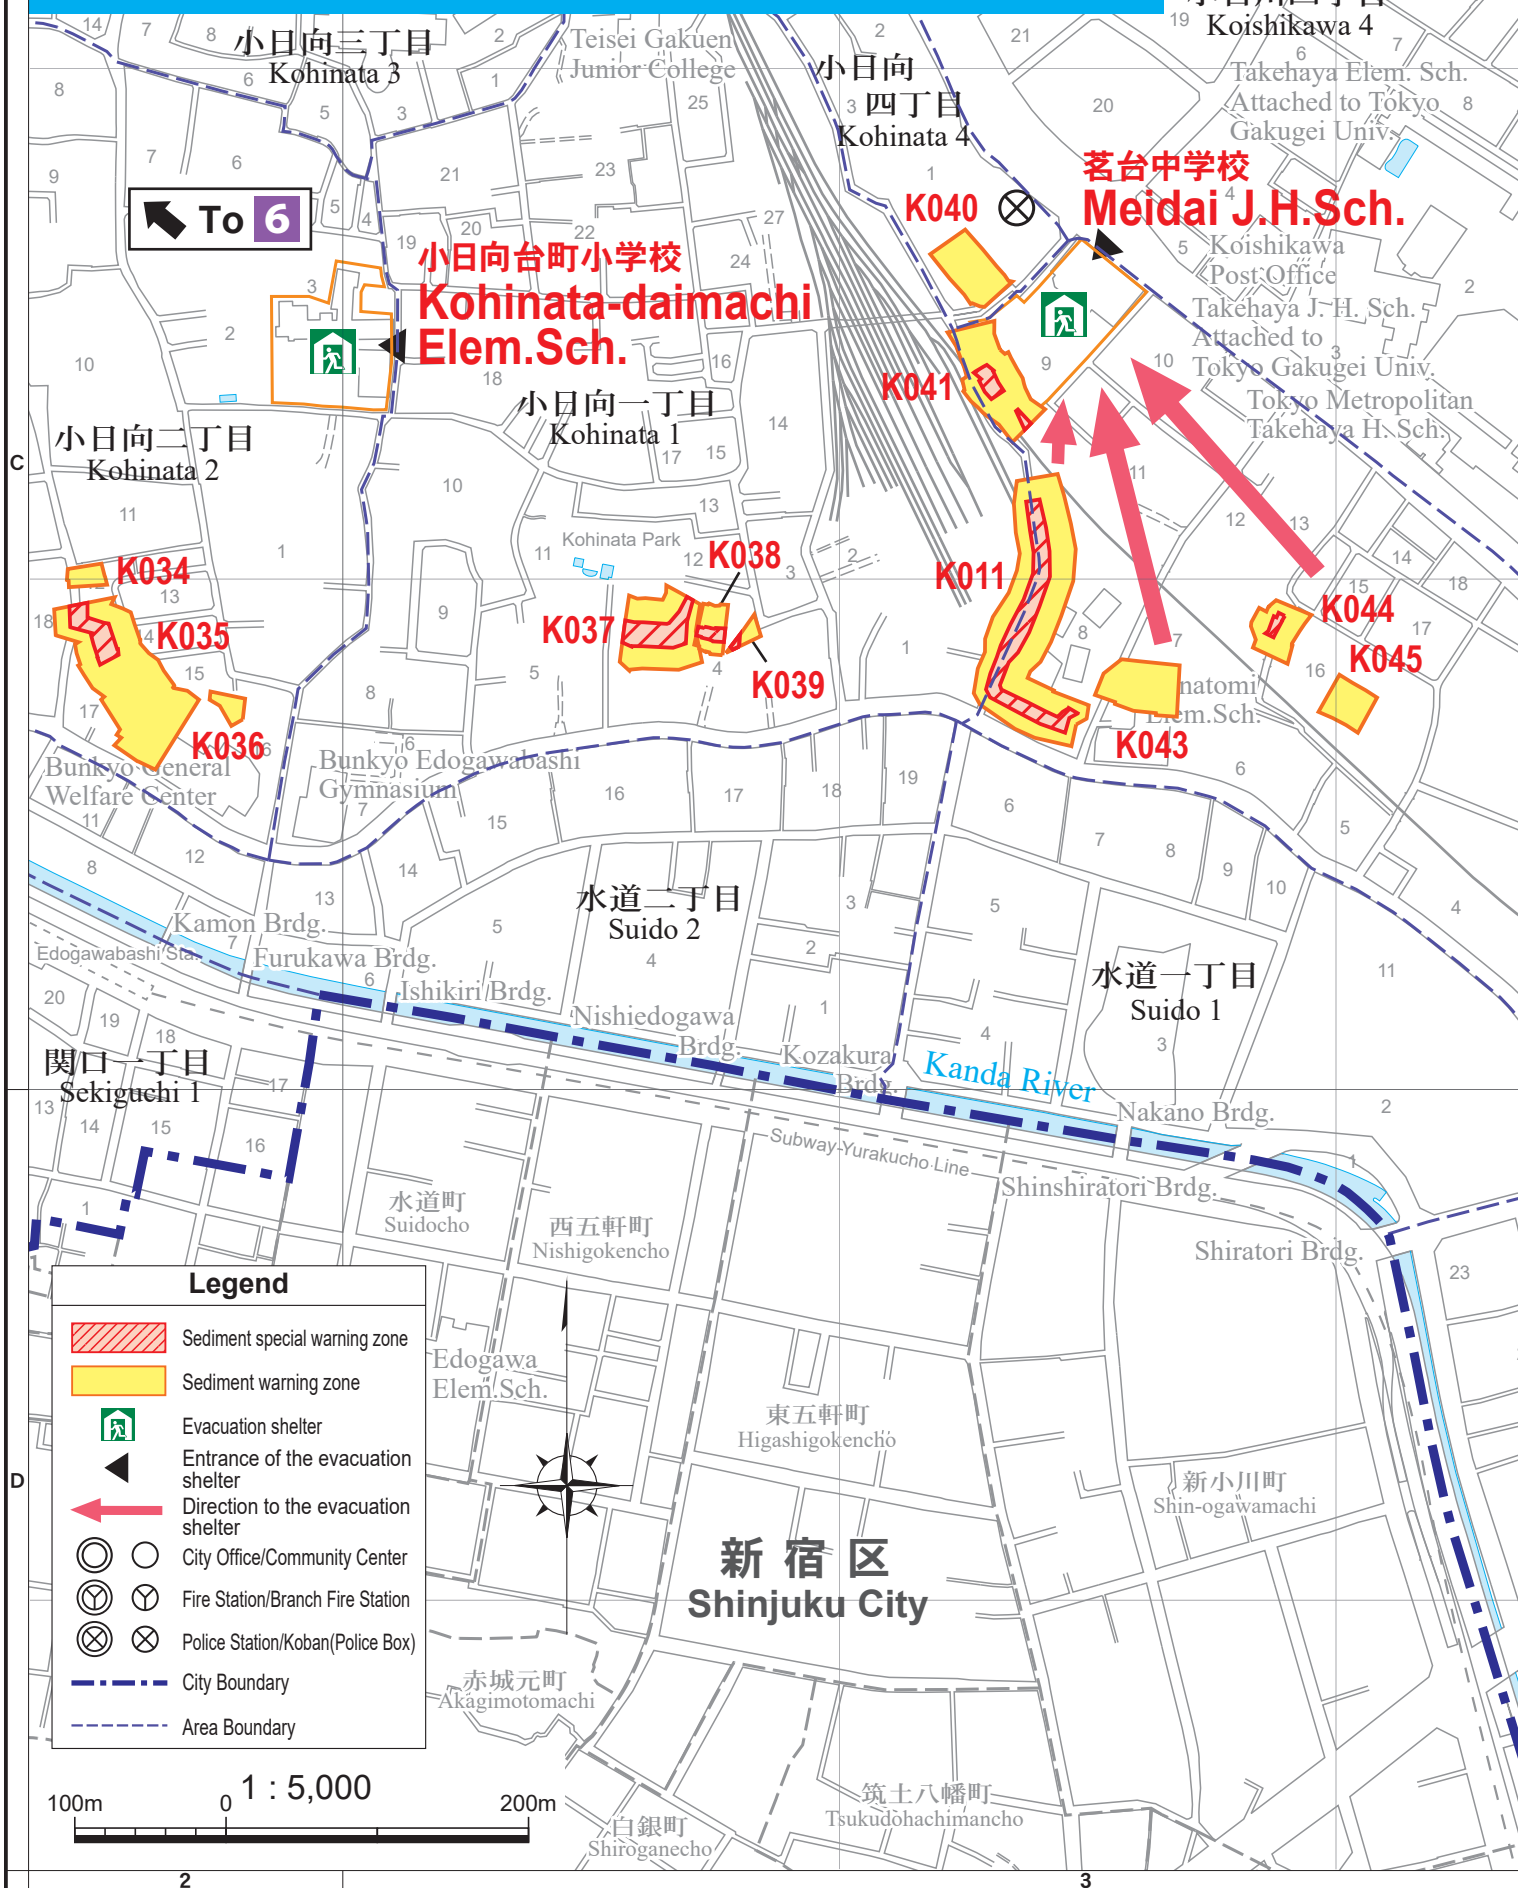 小日向三丁目
Kohinata 3
Teisei Gakuen
Junior College
小日向
四丁目
Kohinata 4
Koishikawa 4
Takehaya Elem. Sch.
Attached to Tokyo
Gakugei Univ.
茗台中学校
Meidai J.H.Sch.
K040
To 6
小日向台町小学校
Kohinata-daimachi
Elem.Sch.
Koishikawa
Post Office
Takehaya J. H. Sch.
Attached to
Tokyo Gakugei Univ.
Tokyo Metropolitan
Takehaya H. Sch.
K041
小日向一丁目
Kohinata 1
小日向二丁目
Kohinata 2
C
Kohinata Park
K034
K035
K036
K037
K038
K039
K011
K043
K044
K045
natomi
Elem.Sch.
Bunkyo General
Welfare Center
Bunkyo Edogawabashi
Gymnasium
水道二丁目
Suido 2
水道一丁目
Suido 1
Kamon Brdg.
Edogawabashi Sta.
Furukawa Brdg.
Ishikiri Brdg.
Nishiedogawa
Brdg.
Kozakura
Brdg.
Kanda River
Nakano Brdg.
関口一丁目
Sekiguchi 1
Subway-Yurakucho Line
Shinshiratori Brdg.
Shiratori Brdg.
水道町
Suidocho
西五軒町
Nishigokencho
Edogawa
Elem.Sch.
東五軒町
Higashigokencho
新小川町
Shin-ogawamachi
D
新宿区
Shinjuku City
赤城元町
Akagimotomachi
筑土八幡町
Tsukudohachimancho
白銀町
Shiroganecho
Legend
Sediment special warning zone
Sediment warning zone
Evacuation shelter
Entrance of the evacuation
shelter
Direction to the evacuation
shelter
City Office/Community Center
Fire Station/Branch Fire Station
Police Station/Koban(Police Box)
City Boundary
Area Boundary
1 : 5,000
100m 0 200m
2 3